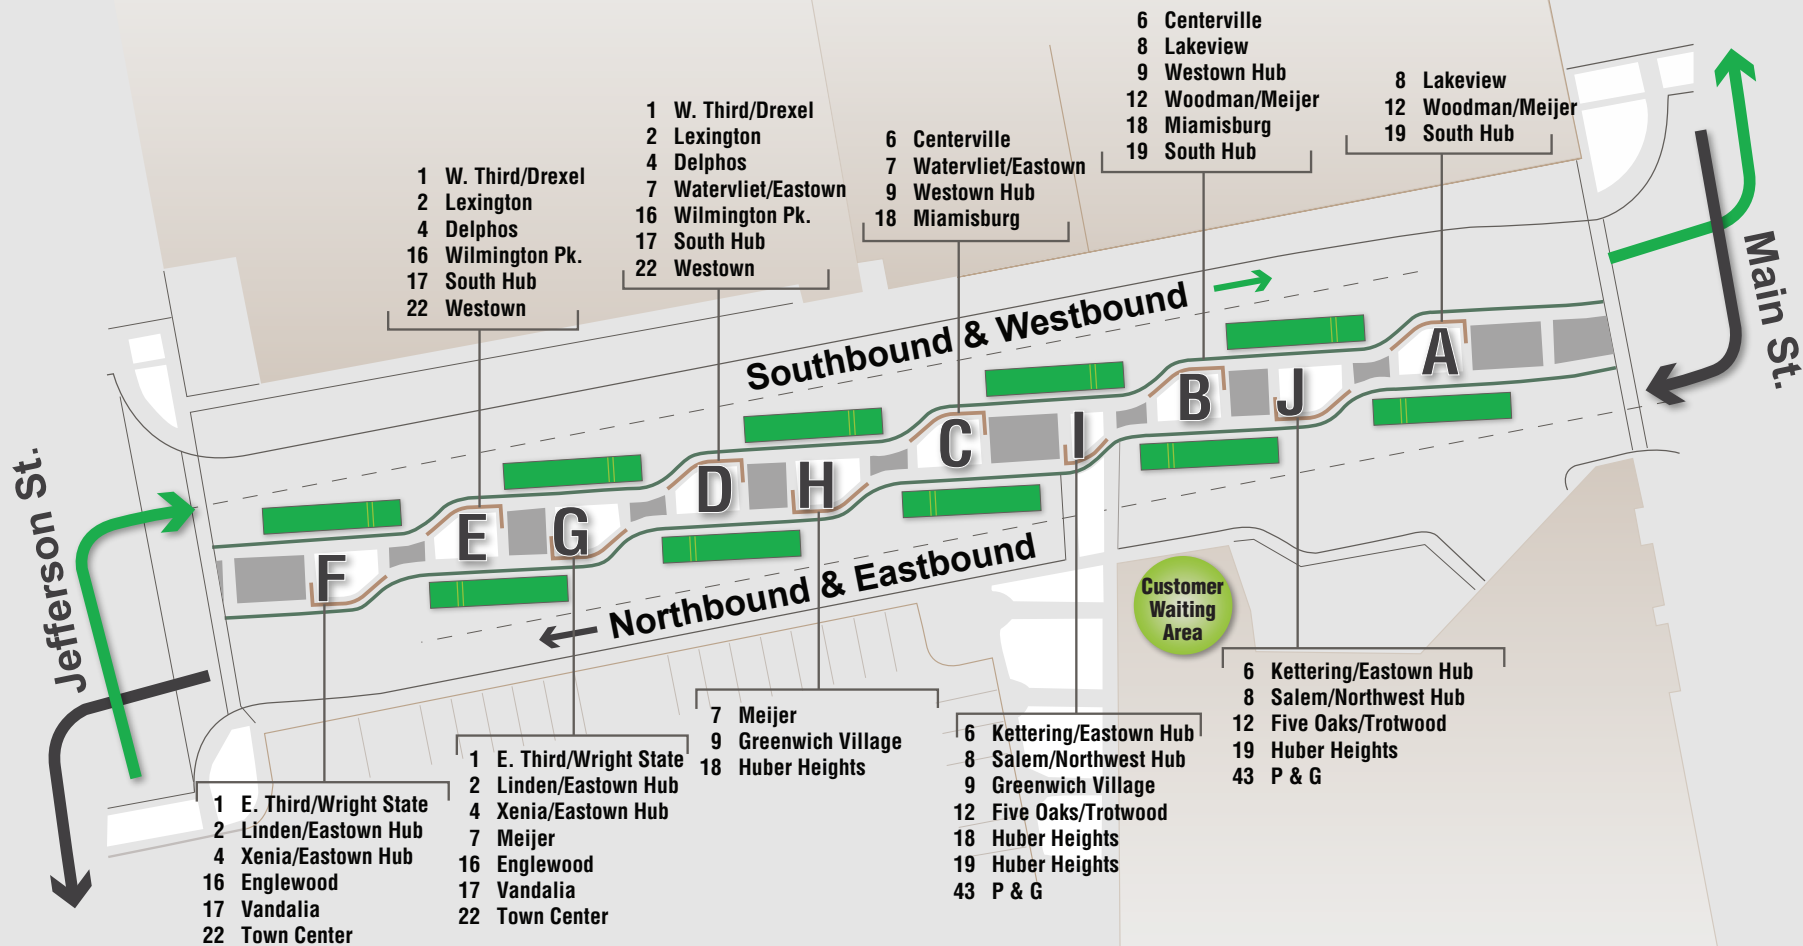 6 Centerville
8 Lakeview
9 Westown Hub
12 Woodman/Meijer
18 Miamisburg
19 South Hub
8 Lakeview
12 Woodman/Meijer
19 South Hub
1 W. Third/Drexel
2 Lexington
4 Delphos
7 Watervliet/Eastown
16 Wilmington Pk.
17 South Hub
22 Westown
6 Centerville
7 Watervliet/Eastown
9 Westown Hub
18 Miamisburg
1 W. Third/Drexel
2 Lexington
4 Delphos
16 Wilmington Pk.
17 South Hub
22 Westown
Main St.
Southbound & Westbound
A
B
J
C
I
D
H
E
G
F
Jefferson St.
Northbound & Eastbound
Customer
Waiting
Area
6 Kettering/Eastown Hub
8 Salem/Northwest Hub
12 Five Oaks/Trotwood
19 Huber Heights
43 P & G
7 Meijer
9 Greenwich Village
18 Huber Heights
6 Kettering/Eastown Hub
8 Salem/Northwest Hub
9 Greenwich Village
12 Five Oaks/Trotwood
18 Huber Heights
19 Huber Heights
43 P & G
1 E. Third/Wright State
2 Linden/Eastown Hub
4 Xenia/Eastown Hub
7 Meijer
16 Englewood
17 Vandalia
22 Town Center
1 E. Third/Wright State
2 Linden/Eastown Hub
4 Xenia/Eastown Hub
16 Englewood
17 Vandalia
22 Town Center